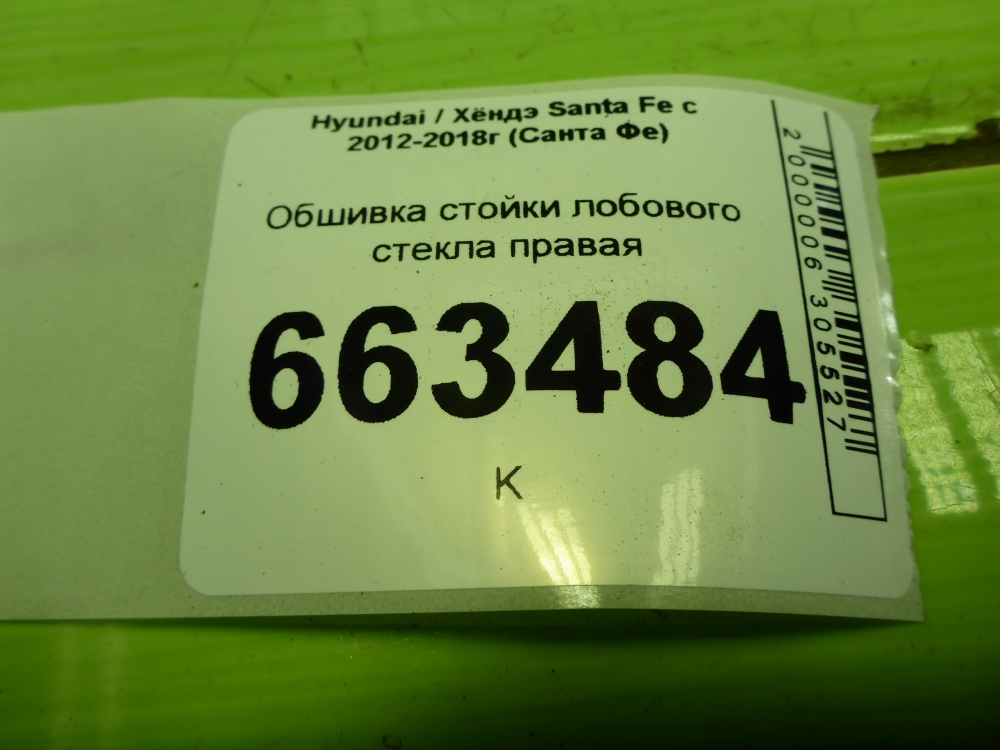 Hyundai / Хёндэ Santa Fe с
2012-2018г (Санта Фе)
Обшивка стойки лобового
стекла правая
663484
К
2000006305527